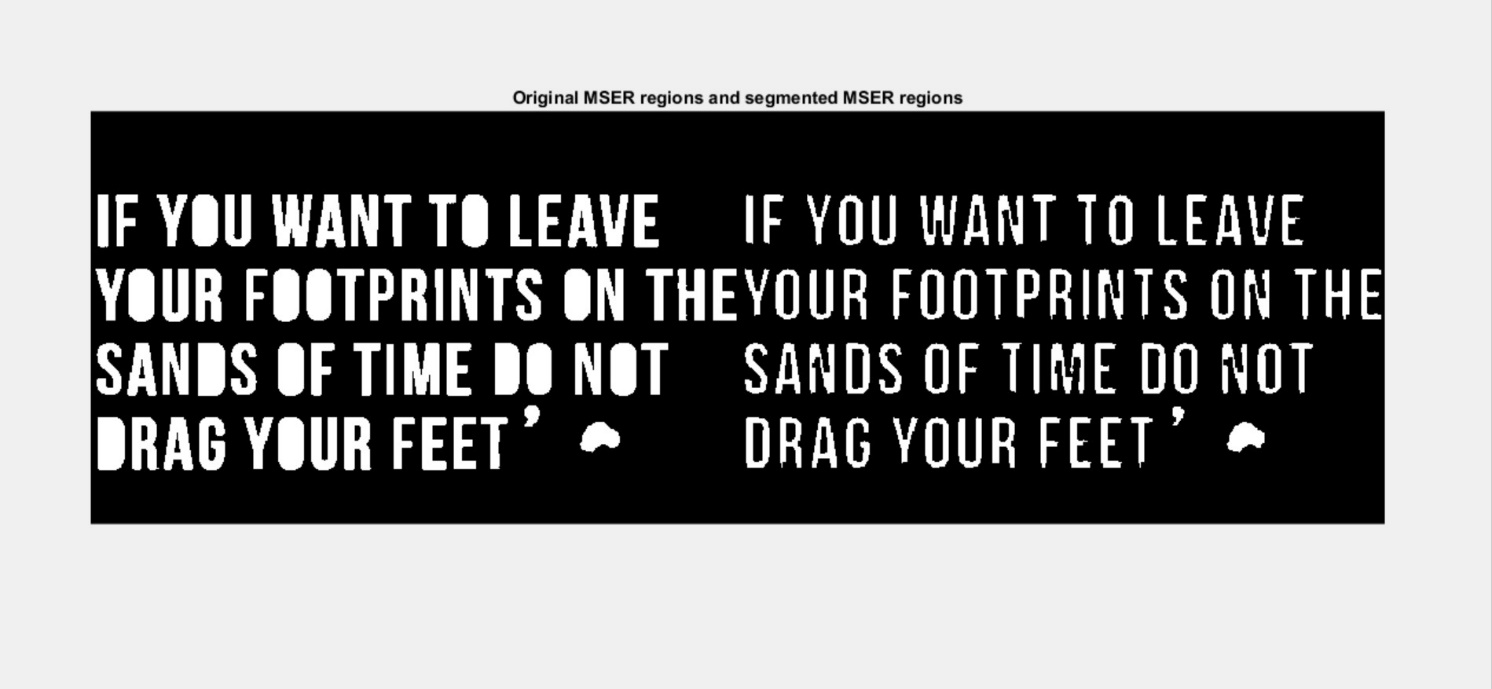 Original MSER regions and segmented MSER regions
IF YOU WANT TO LEAVE
YOUR FOOTPRINTS ON THE
SANDS OF TIME DO NOT
DRAG YOUR FEET’
IF YOU WANT TO LEAVE
YOUR FOOTPRINTS ON THE
SANDS OF TIME DO NOT
DRAG YOUR FEET’